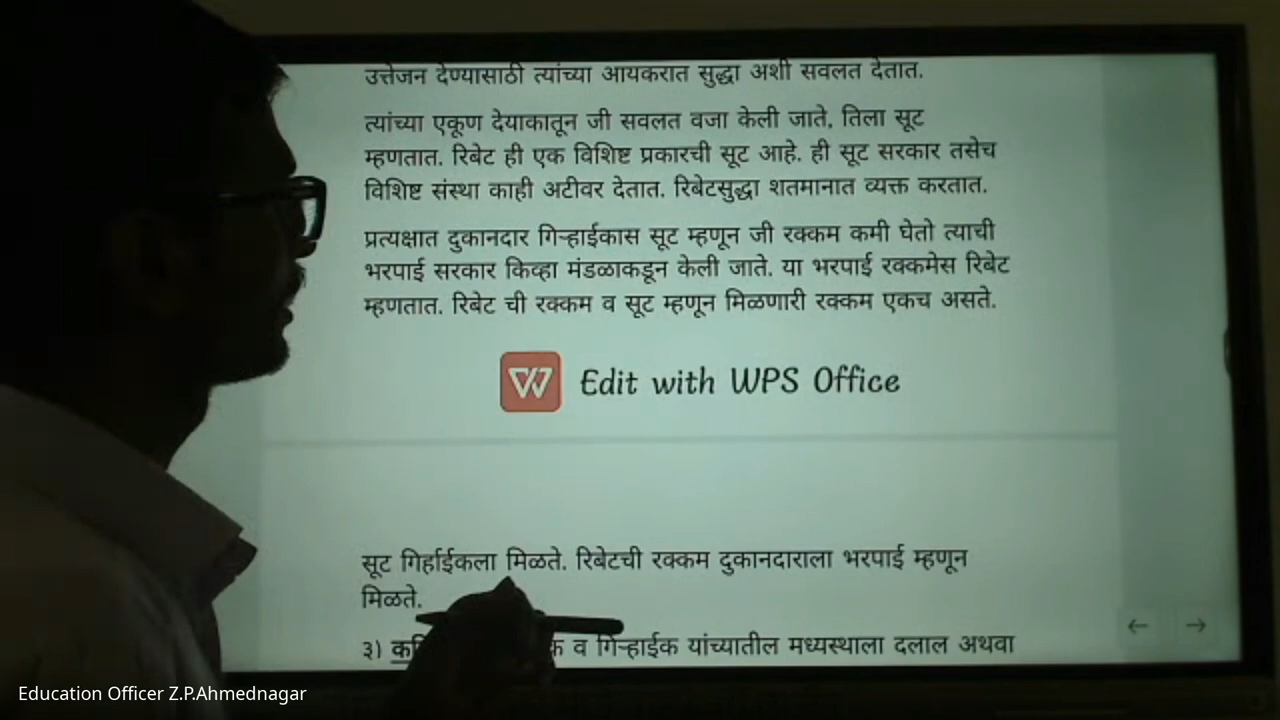 उत्तेजन देण्यासाठी त्यांच्या आयकरात सुद्धा अशी सवलत देतात.
त्यांच्या एकूण देयाकातून जी सवलत वजा केली जाते, तिला सूट
म्हणतात. रिबेट ही एक विशिष्ट प्रकारची सूट आहे. ही सूट सरकार तसेच
विशिष्ट संस्था काही अटीवर देतात. रिबेटसुद्धा शतमानात व्यक्त करतात.
प्रत्यक्षात दुकानदार गिऱ्हाईकास सूट म्हणून जी रक्कम कमी घेतो त्याची
भरपाई सरकार किव्हा मंडळाकडून केली जाते. या भरपाई रक्कमेस रिबेट
म्हणतात. रिबेट ची रक्कम व सूट म्हणून मिळणारी रक्कम एकच असते.
Edit with WPS Office
सूट गिर्हाईकला मिळते. रिबेटची रक्कम दुकानदाराला भरपाई म्हणून
मिळते.
३) व गिऱ्हाईक यांच्यातील मध्यस्थाला दलाल अथवा
Education Officer Z.P.Ahmednagar